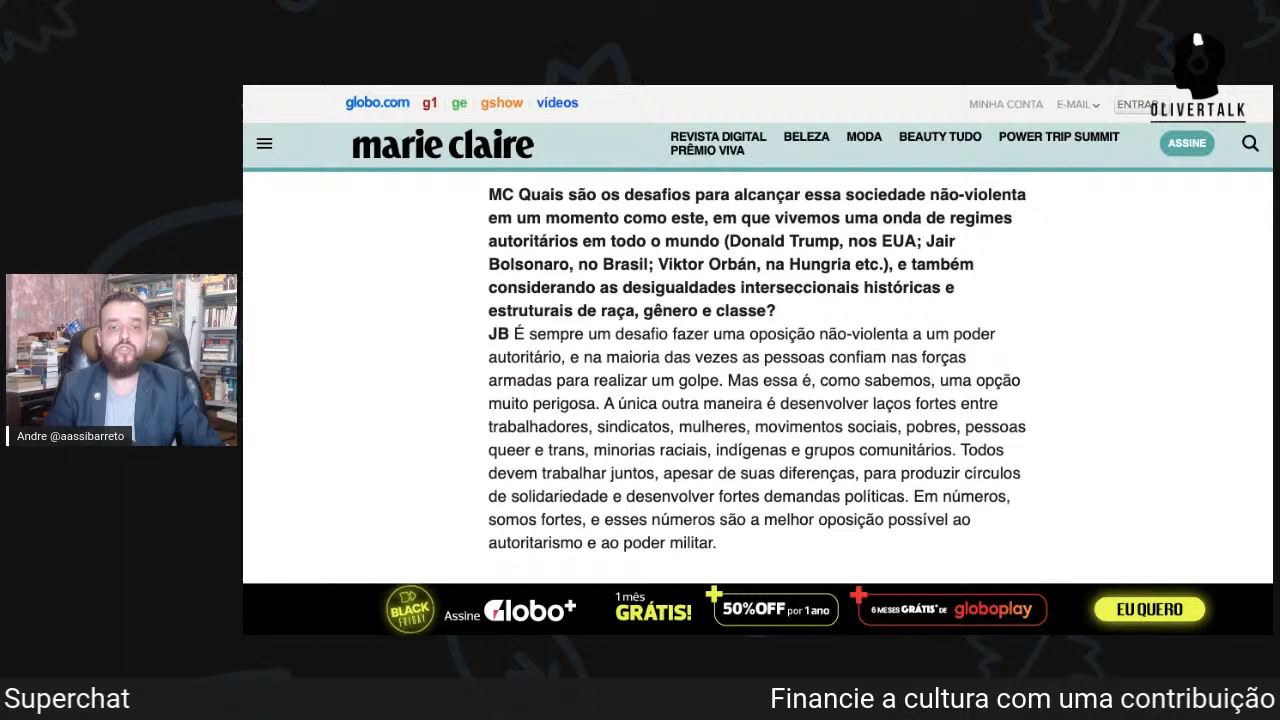 globo.com g1 ge gshow vídeos
MINHA CONTA E-MAIL
OLIVERTALK
marie claire
REVISTA DIGITAL BELEZA MODA BEAUTY TUDO POWER TRIP SUMMIT
PRÊMIO VIVA
ASSINE
MC Quais são os desafios para alcançar essa sociedade não-violenta
em um momento como este, em que vivemos uma onda de regimes
autoritários em todo o mundo (Donald Trump, nos EUA; Jair
Bolsonaro, no Brasil; Viktor Orbán, na Hungria etc.), e também
considerando as desigualdades interseccionais históricas e
estruturais de raça, gênero e classe?
JB É sempre um desafio fazer uma oposição não-violenta a um poder
autoritário, e na maioria das vezes as pessoas confiam nas forças
armadas para realizar um golpe. Mas essa é, como sabemos, uma opção
muito perigosa. A única outra maneira é desenvolver laços fortes entre
trabalhadores, sindicatos, mulheres, movimentos sociais, pobres, pessoas
queer e trans, minorias raciais, indígenas e grupos comunitários. Todos
devem trabalhar juntos, apesar de suas diferenças, para produzir círculos
de solidariedade e desenvolver fortes demandas políticas. Em números,
somos fortes, e esses números são a melhor oposição possível ao
autoritarismo e ao poder militar.
Andre @aassibarreto
BLACK
FRIDAY
Assine Globo+
1 mês
GRÁTIS!
50%OFF por 1 ano
6 MESES GRÁTIS* DE globoplay
EU QUERO
Superchat
Financie a cultura com uma contribuição